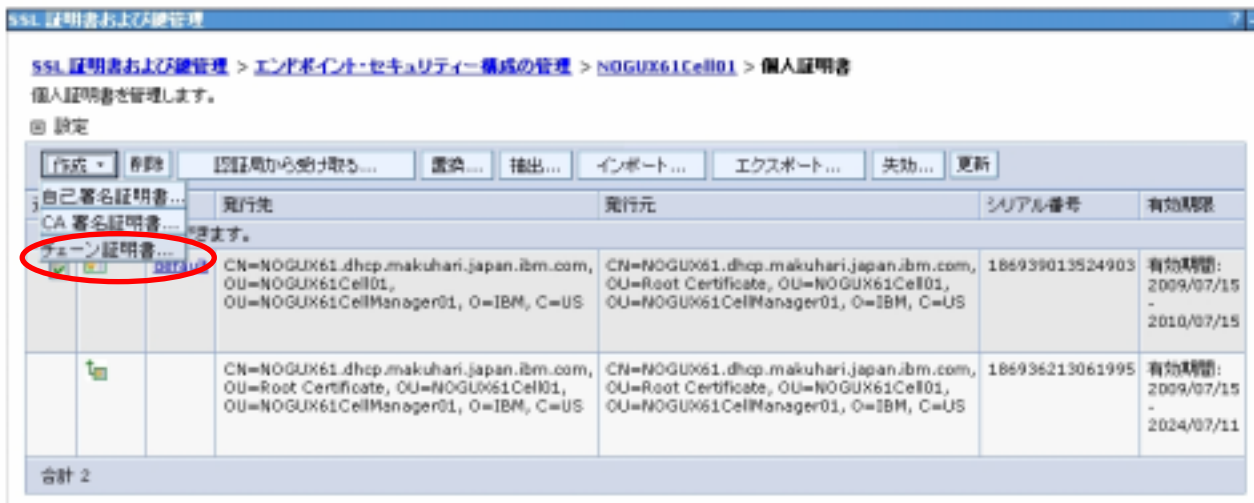 SSL 証明書および鍵管理 ? -
SSL 証明書および鍵管理 > エンドポイント・セキュリティー構成の管理 > NOGUX61Cell01 > 個人証明書
個人証明書を管理します。
設定
作成 削除 認証局から受け取る... 置換... 抽出... インポート... エクスポート... 失効... 更新
自己署名証明書...
CA 署名証明書...
チェーン証明書...
発行先 発行元 シリアル番号 有効期限
きます。
CN=NOGUX61.dhcp.makuhari.japan.ibm.com,
OU=NOGUX61Cell01,
OU=NOGUX61CellManager01, O=IBM, C=US
CN=NOGUX61.dhcp.makuhari.japan.ibm.com,
OU=Root Certificate, OU=NOGUX61Cell01,
OU=NOGUX61CellManager01, O=IBM, C=US
186939013524903
有効期間:
2009/07/15
-
2010/07/15
CN=NOGUX61.dhcp.makuhari.japan.ibm.com,
OU=Root Certificate, OU=NOGUX61Cell01,
OU=NOGUX61CellManager01, O=IBM, C=US
CN=NOGUX61.dhcp.makuhari.japan.ibm.com,
OU=Root Certificate, OU=NOGUX61Cell01,
OU=NOGUX61CellManager01, O=IBM, C=US
186936213061995
有効期間:
2009/07/15
-
2024/07/11
合計 2